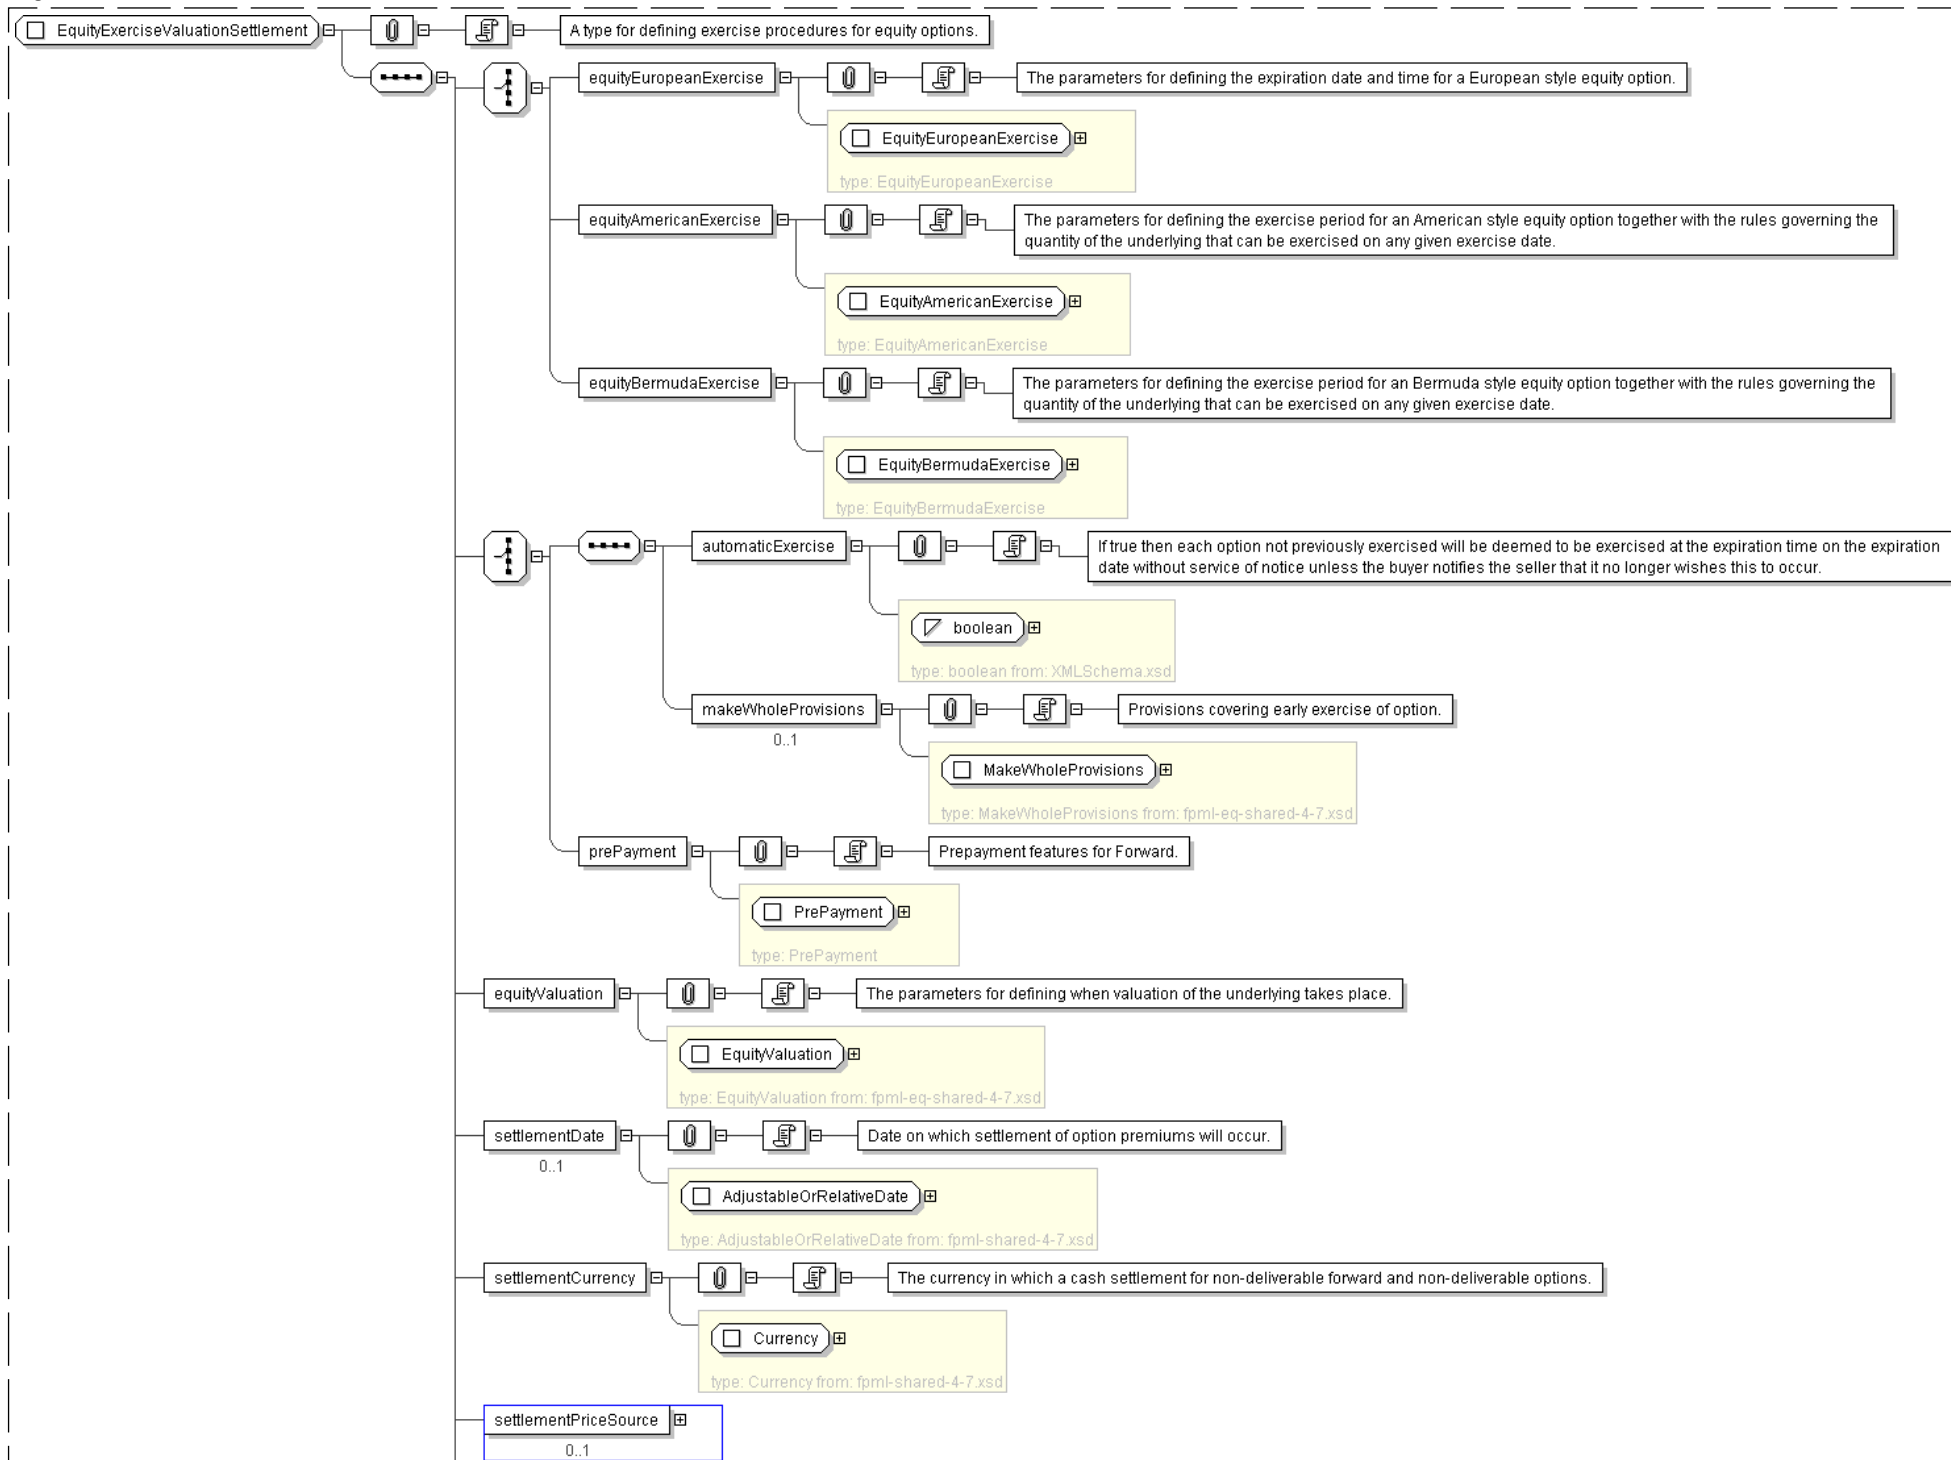 EquityExerciseValuationSettlement
A type for defining exercise procedures for equity options.
equityEuropeanExercise
The parameters for defining the expiration date and time for a European style equity option.
EquityEuropeanExercise
type: EquityEuropeanExercise
equityAmericanExercise
The parameters for defining the exercise period for an American style equity option together with the rules governing the
quantity of the underlying that can be exercised on any given exercise date.
EquityAmericanExercise
type: EquityAmericanExercise
equityBermudaExercise
The parameters for defining the exercise period for an Bermuda style equity option together with the rules governing the
quantity of the underlying that can be exercised on any given exercise date.
EquityBermudaExercise
type: EquityBermudaExercise
automaticExercise
If true then each option not previously exercised will be deemed to be exercised at the expiration time on the expiration
date without service of notice unless the buyer notifies the seller that it no longer wishes this to occur.
boolean
type: boolean from: XMLSchema.xsd
makeWholeProvisions
Provisions covering early exercise of option.
0..1
MakeWholeProvisions
type: MakeWholeProvisions from: fpml-eq-shared-4-7.xsd
prePayment
Prepayment features for Forward.
PrePayment
type: PrePayment
equityValuation
The parameters for defining when valuation of the underlying takes place.
EquityValuation
type: EquityValuation from: fpml-eq-shared-4-7.xsd
settlementDate
Date on which settlement of option premiums will occur.
0..1
AdjustableOrRelativeDate
type: AdjustableOrRelativeDate from: fpml-shared-4-7.xsd
settlementCurrency
The currency in which a cash settlement for non-deliverable forward and non-deliverable options.
Currency
type: Currency from: fpml-shared-4-7.xsd
settlementPriceSource
0..1